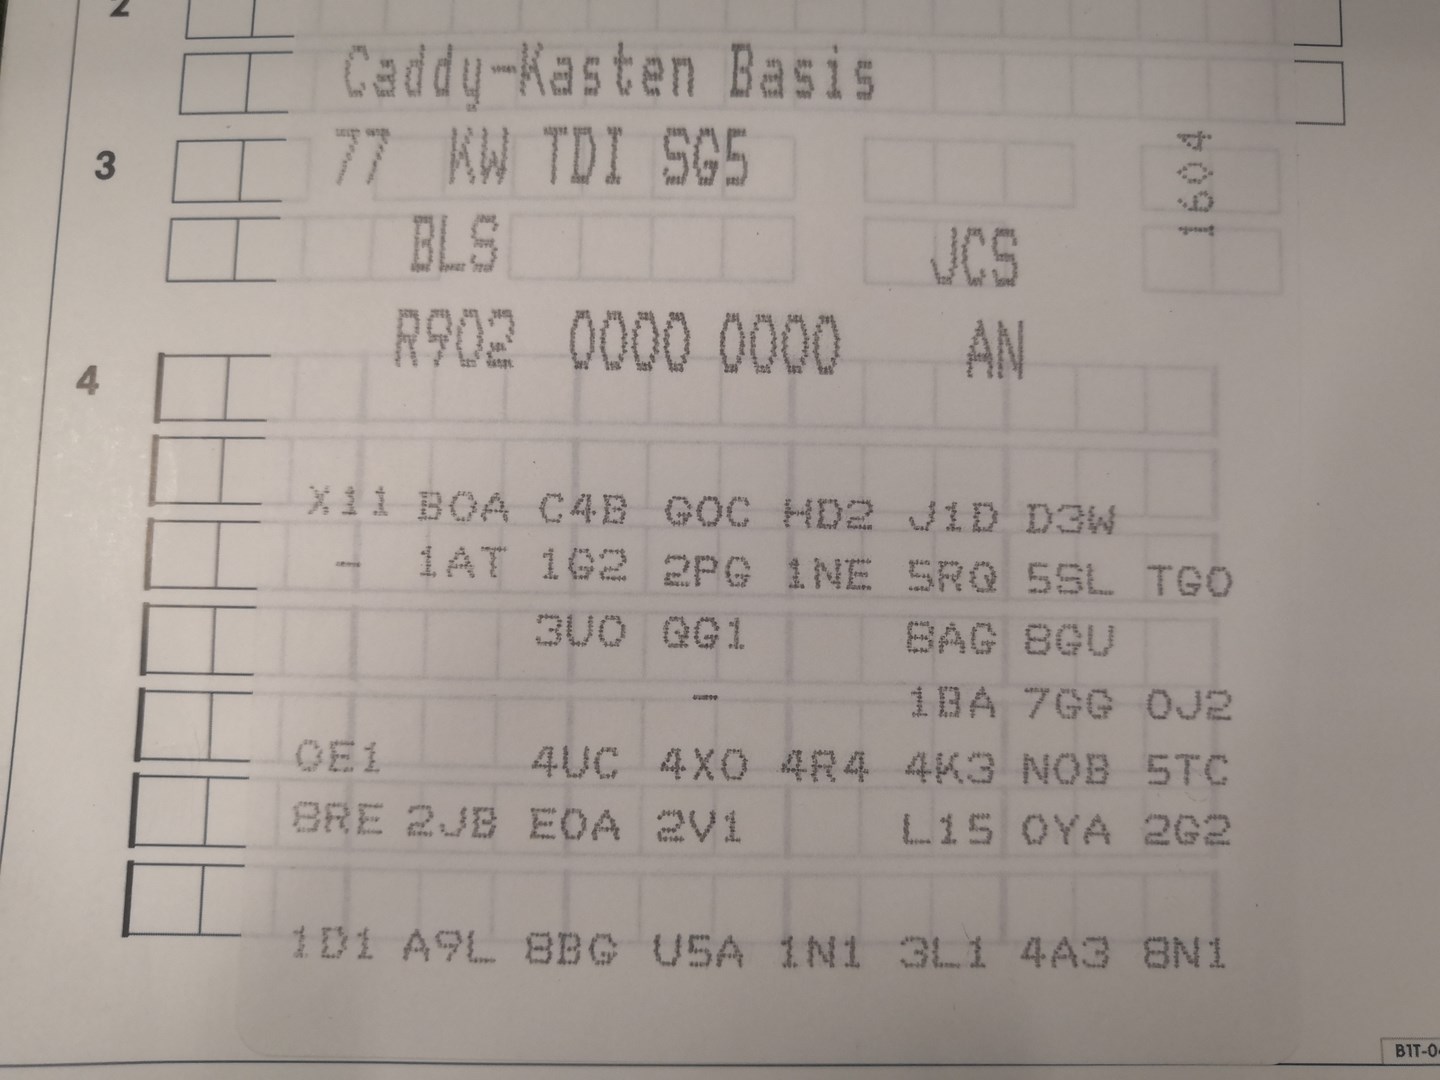 2
Caddy-Kasten Basis
3
77 KW TDI SG5
1604
BLS JCS
R902 0000 0000 AN
4
X11 B0A C4B G0C HD2 J1D D3W
- 1AT 1G2 2PG 1NE 5RQ 5SL TG0
3U0 QG1 8AG 8GU
- 1BA 7GG 0J2
0E1 4UC 4X0 4R4 4K3 N0B 5TC
8RE 2JB E0A 2V1 L15 0YA 2G2
1D1 A9L 8BG U5A 1N1 3L1 4A3 8N1